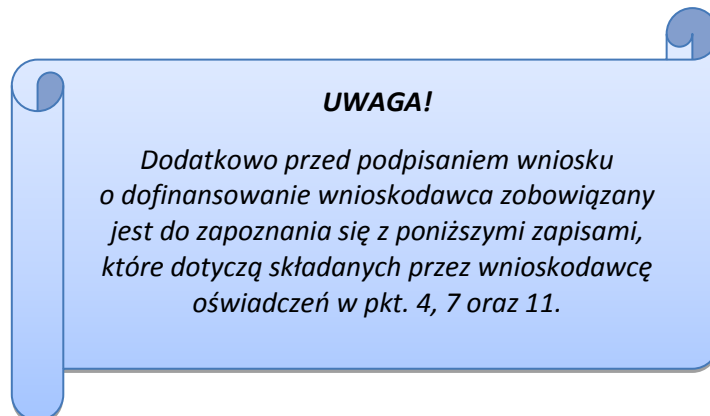 UWAGA!
Dodatkowo przed podpisaniem wniosku
o dofinansowanie wnioskodawca zobowiązany
jest do zapoznania się z poniższymi zapisami,
które dotyczą składanych przez wnioskodawcę
oświadczeń w pkt. 4, 7 oraz 11.